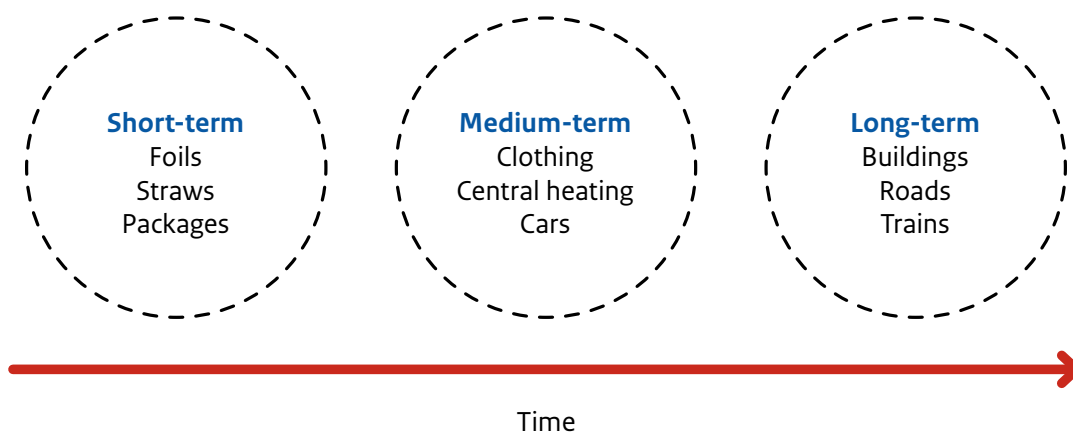 Short-term
Foils
Straws
Packages
Medium-term
Clothing
Central heating
Cars
Long-term
Buildings
Roads
Trains
Time